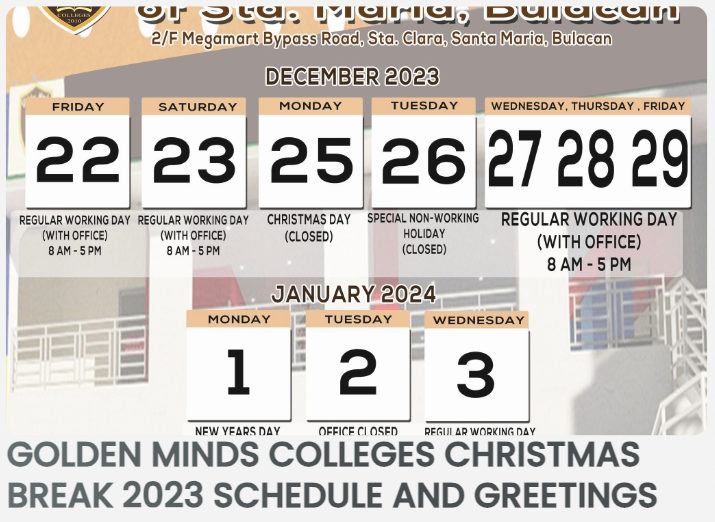 COLLEGES
2010
of Sta. Maria, Bulacan
2/F Megamart Bypass Road, Sta. Clara, Santa Maria, Bulacan
DECEMBER 2023
FRIDAY SATURDAY MONDAY TUESDAY WEDNESDAY, THURSDAY , FRIDAY
22 23 25 26 27 28 29
REGULAR WORKING DAY REGULAR WORKING DAY CHRISTMAS DAY SPECIAL NON-WORKING REGULAR WORKING DAY
(WITH OFFICE) (WITH OFFICE) (CLOSED) HOLIDAY (WITH OFFICE)
8 AM - 5 PM 8 AM - 5 PM (CLOSED) 8 AM - 5 PM
JANUARY 2024
MONDAY TUESDAY WEDNESDAY
1 2 3
NEW YEARS DAY OFFICE CLOSED REGULAR WORKING DAY
GOLDEN MINDS COLLEGES CHRISTMAS
BREAK 2023 SCHEDULE AND GREETINGS